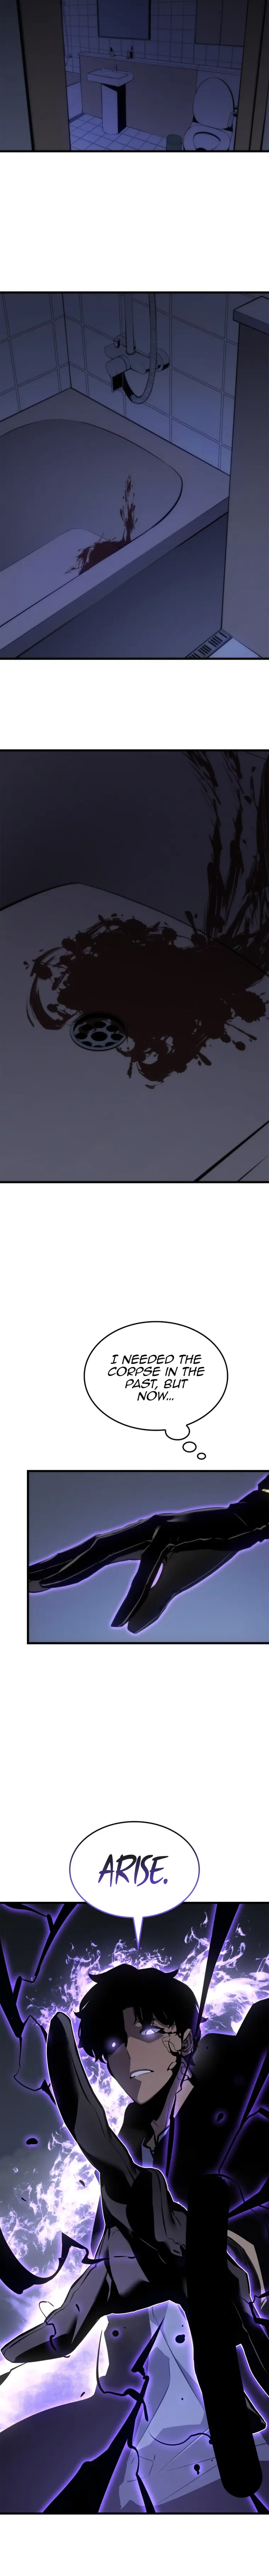 I NEEDED THE
CORPSE IN THE
PAST, BUT
NOW...
ARISE.